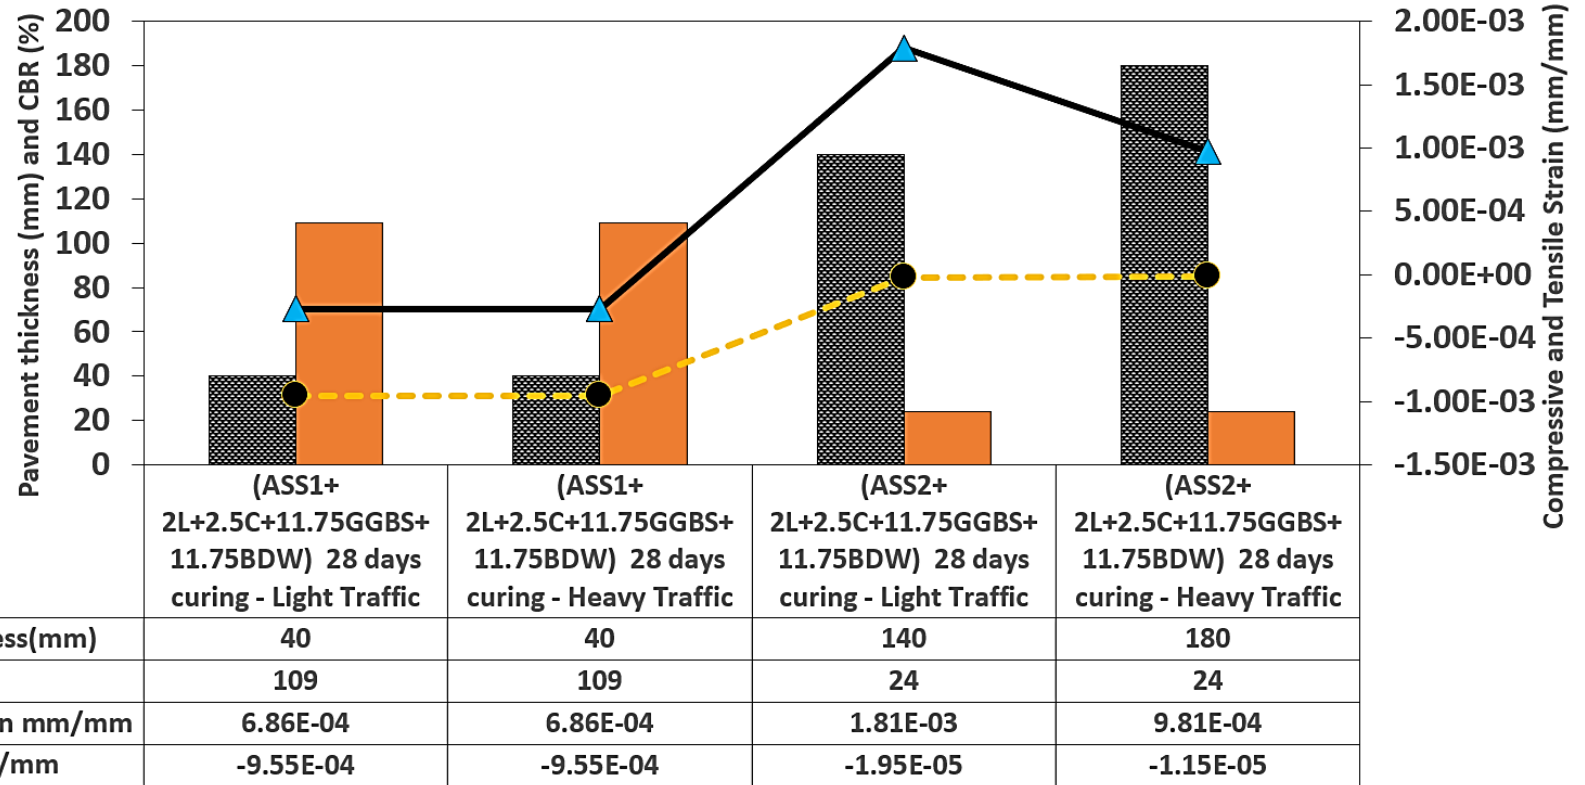 Pavement thickness (mm) and CBR (%)
200
180
160
140
120
100
80
60
40
20
0
2.00E-03
1.50E-03
1.00E-03
5.00E-04
0.00E+00
-5.00E-04
-1.00E-03
-1.50E-03
Compressive and Tensile Strain (mm/mm)
(ASS1+
2L+2.5C+11.75GGBS+
11.75BDW) 28 days
curing - Light Traffic
(ASS1+
2L+2.5C+11.75GGBS+
11.75BDW) 28 days
curing - Heavy Traffic
(ASS2+
2L+2.5C+11.75GGBS+
11.75BDW) 28 days
curing - Light Traffic
(ASS2+
2L+2.5C+11.75GGBS+
11.75BDW) 28 days
curing - Heavy Traffic
ess(mm) 40 40 140 180
109 109 24 24
n mm/mm 6.86E-04 6.86E-04 1.81E-03 9.81E-04
/mm -9.55E-04 -9.55E-04 -1.95E-05 -1.15E-05